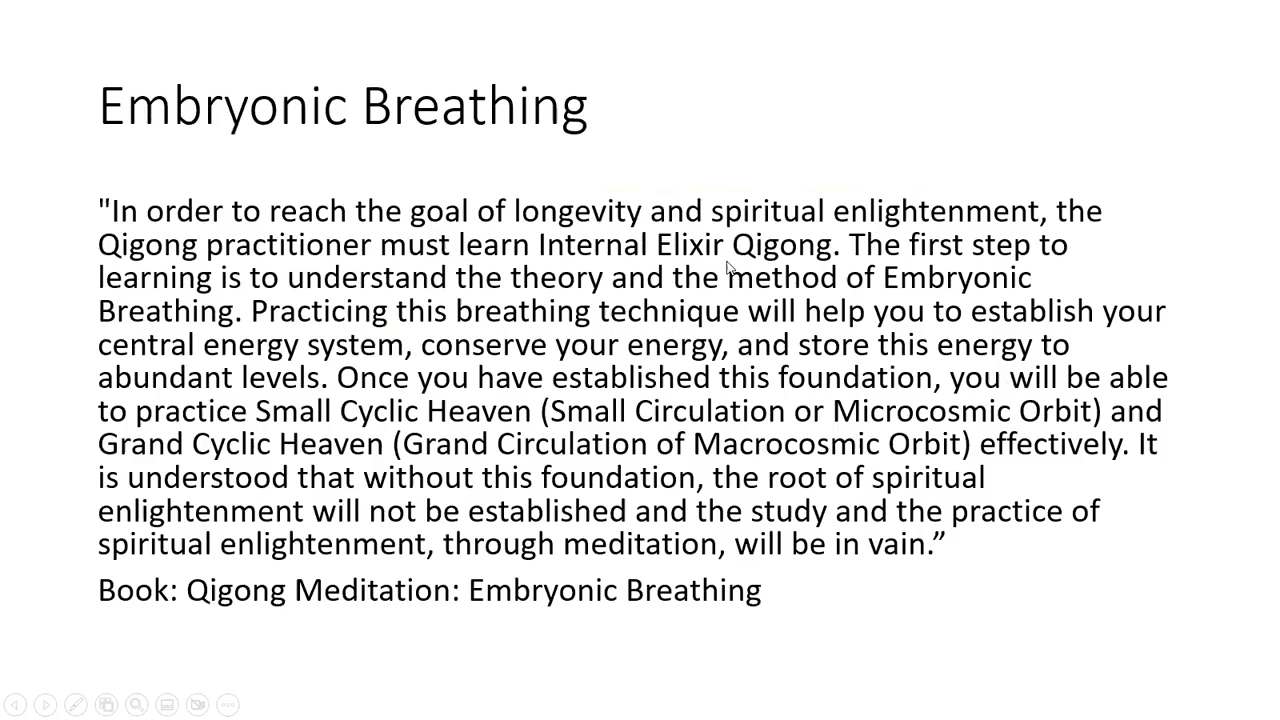 Embryonic Breathing
"In order to reach the goal of longevity and spiritual enlightenment, the
Qigong practitioner must learn Internal Elixir Qigong. The first step to
learning is to understand the theory and the method of Embryonic
Breathing. Practicing this breathing technique will help you to establish your
central energy system, conserve your energy, and store this energy to
abundant levels. Once you have established this foundation, you will be able
to practice Small Cyclic Heaven (Small Circulation or Microcosmic Orbit) and
Grand Cyclic Heaven (Grand Circulation of Macrocosmic Orbit) effectively. It
is understood that without this foundation, the root of spiritual
enlightenment will not be established and the study and the practice of
spiritual enlightenment, through meditation, will be in vain.”
Book: Qigong Meditation: Embryonic Breathing